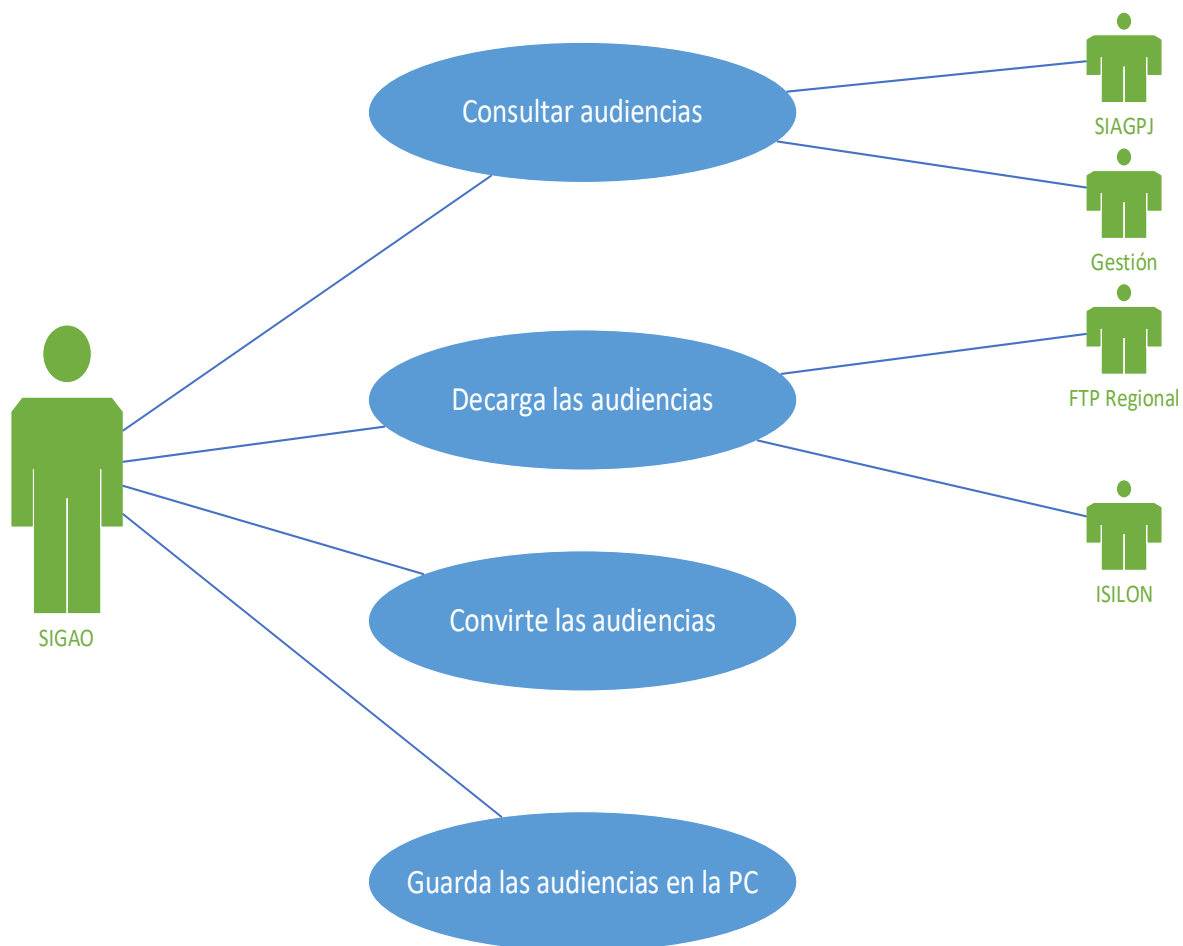 Consultar audiencias
SIAGPJ
Gestión
Decarga las audiencias
FTP Regional
ISILON
SIGAO
Convirte las audiencias
Guarda las audiencias en la PC